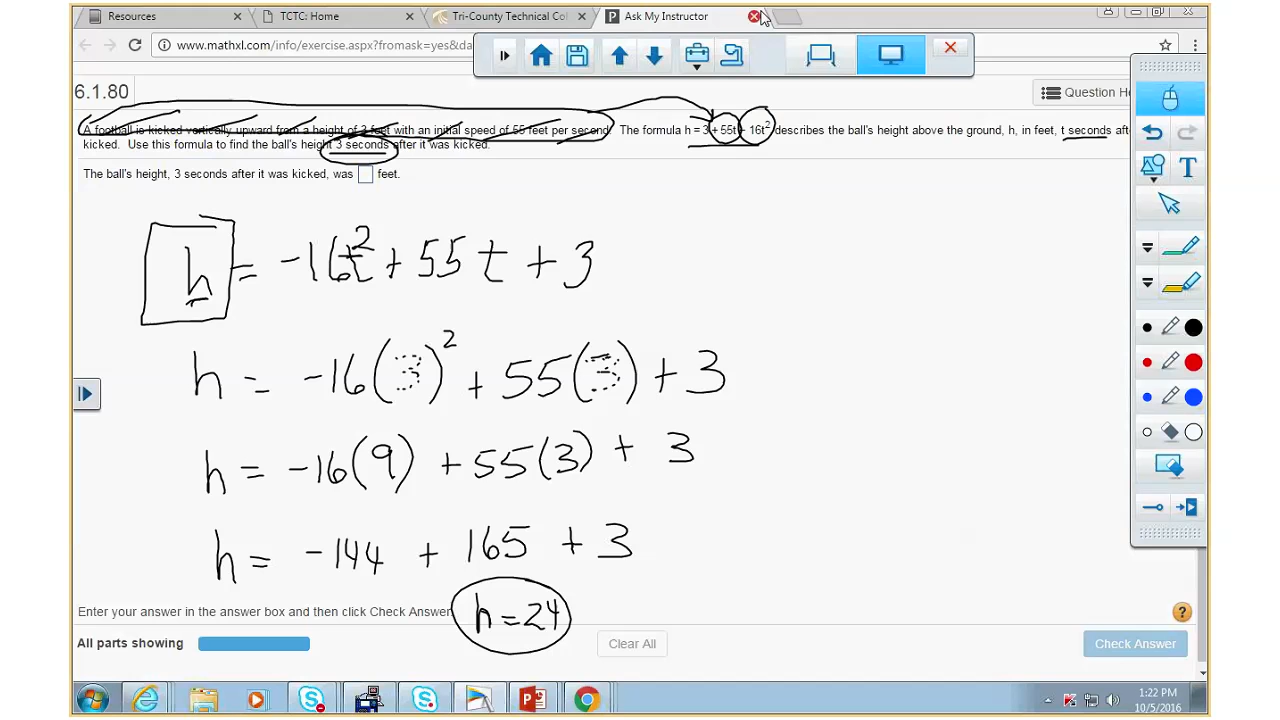 Resources
TCTC: Home
Tri-County Technical Col
Ask My Instructor
www.mathxl.com/info/exercise.aspx?fromask=yes&da
6.1.80
Question He
A football is kicked vertically upward from a height of 3 feet with an initial speed of 55 feet per second. The formula h = 3 + 55t - 16t² describes the ball's height above the ground, h, in feet, t seconds afte
kicked. Use this formula to find the ball's height 3 seconds after it was kicked.
The ball's height, 3 seconds after it was kicked, was feet.
h = -16t² + 55t + 3
h = -16(3)² + 55(3) + 3
h = -16(9) + 55(3) + 3
h = -144 + 165 + 3
h = 24
Enter your answer in the answer box and then click Check Answer
All parts showing
Clear All
Check Answer
1:22 PM
10/5/2016